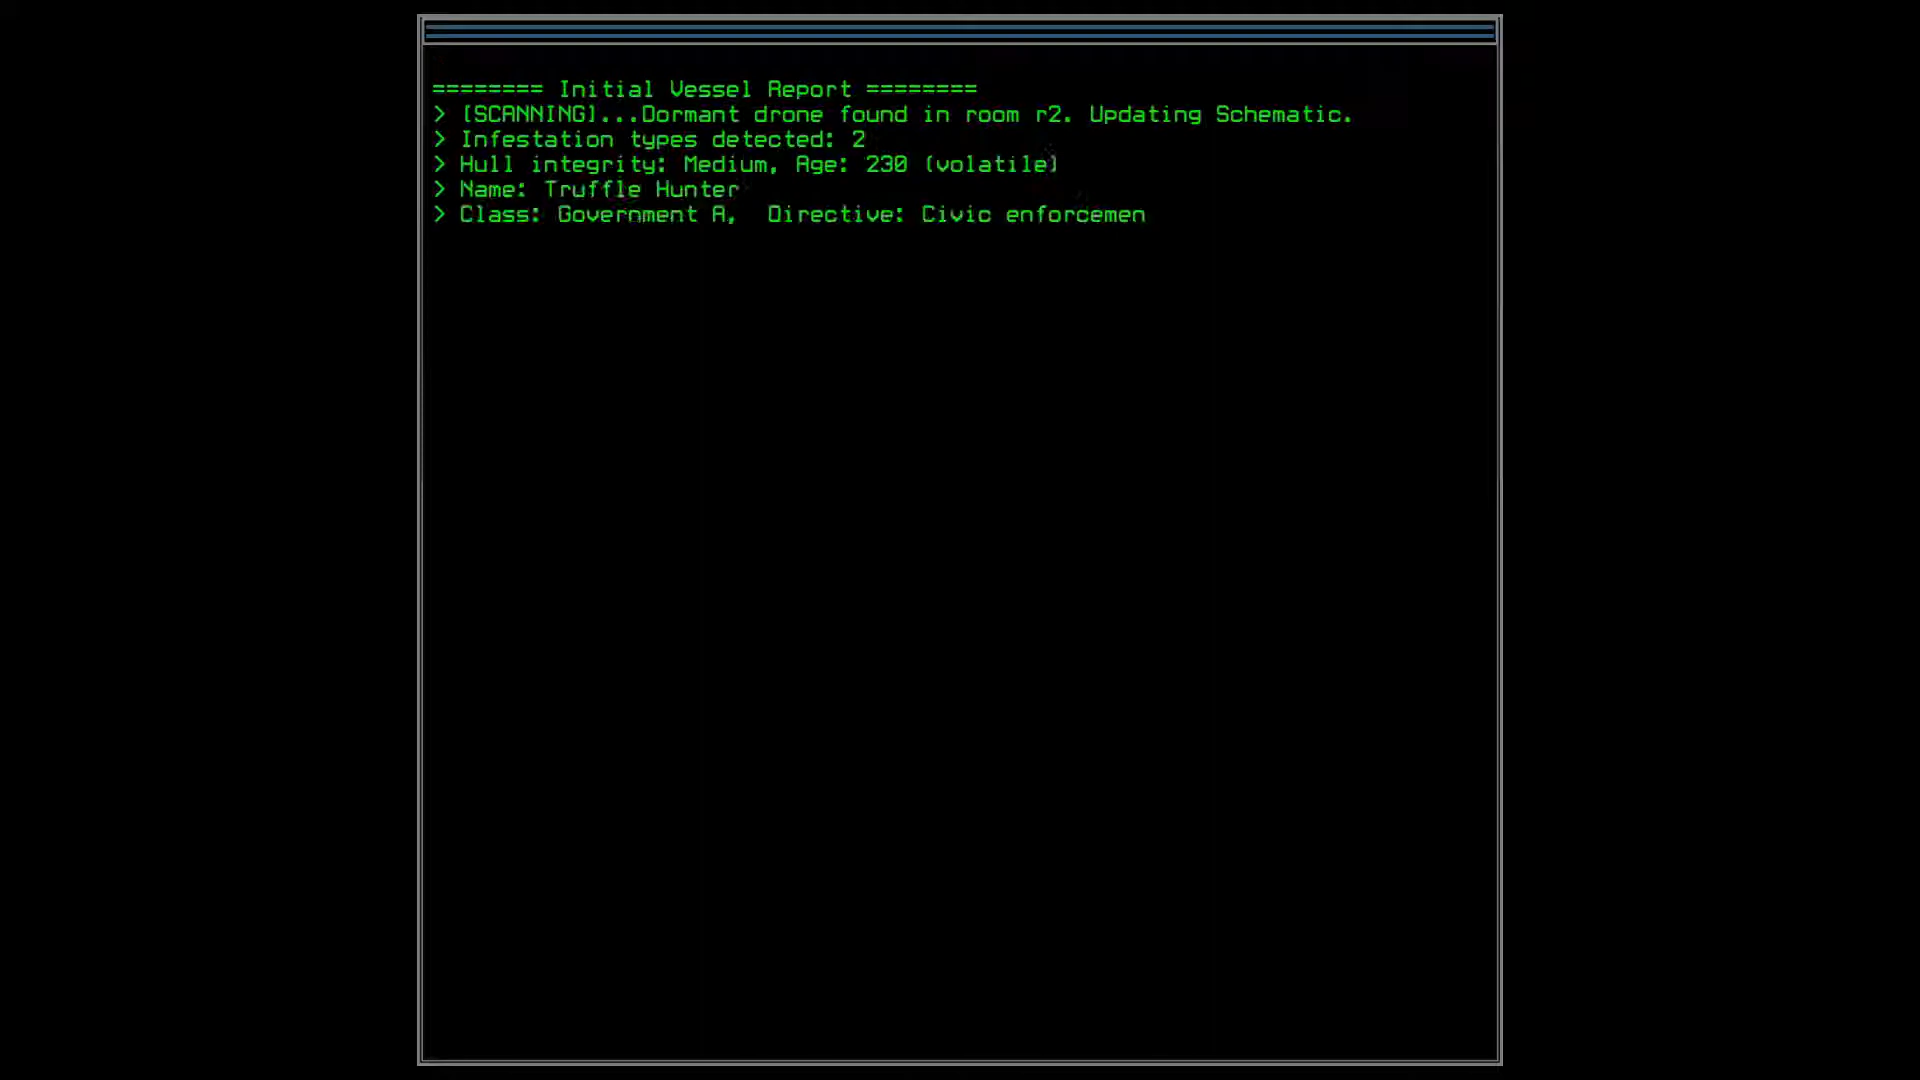 ======== Initial Vessel Report ========
> [SCANNING]...Dormant drone found in room r2. Updating Schematic.
> Infestation types detected: 2
> Hull integrity: Medium, Age: 230 (volatile)
> Name: Truffle Hunter
> Class: Government A,  Directive: Civic enforcemen